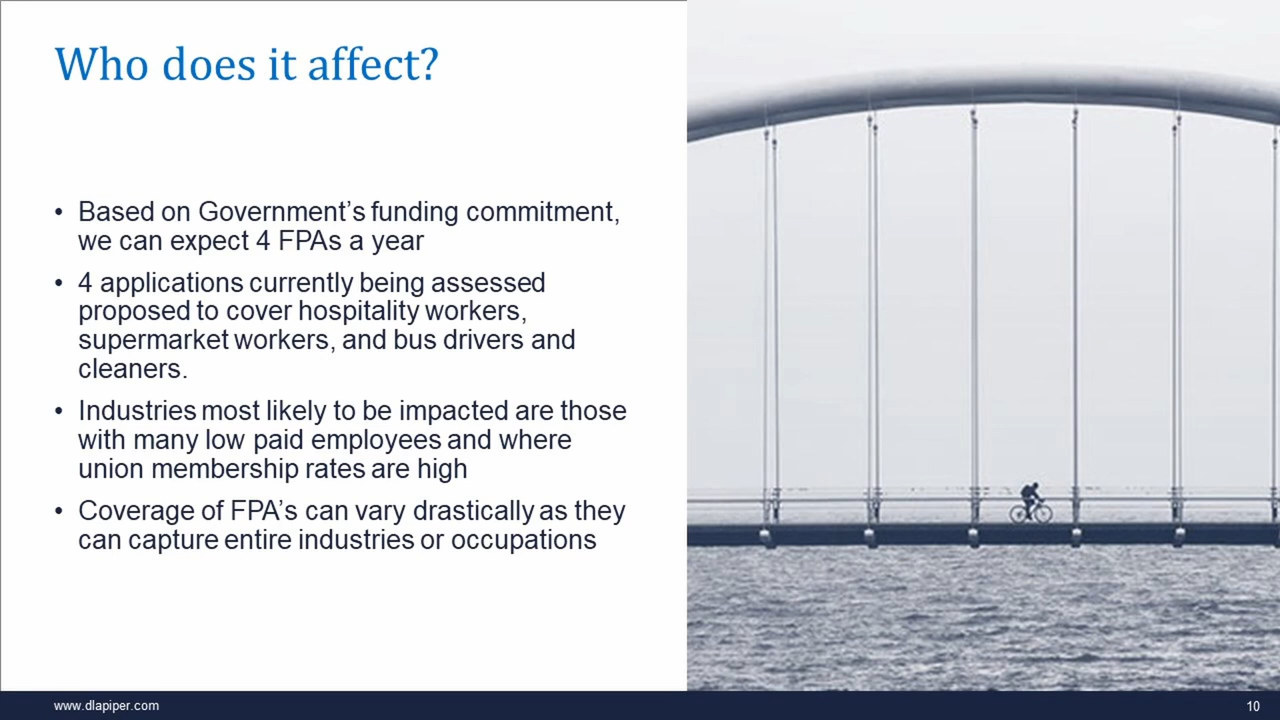 Who does it affect?
• Based on Government’s funding commitment,
we can expect 4 FPAs a year
• 4 applications currently being assessed
proposed to cover hospitality workers,
supermarket workers, and bus drivers and
cleaners.
• Industries most likely to be impacted are those
with many low paid employees and where
union membership rates are high
• Coverage of FPA’s can vary drastically as they
can capture entire industries or occupations
www.dlapiper.com
10